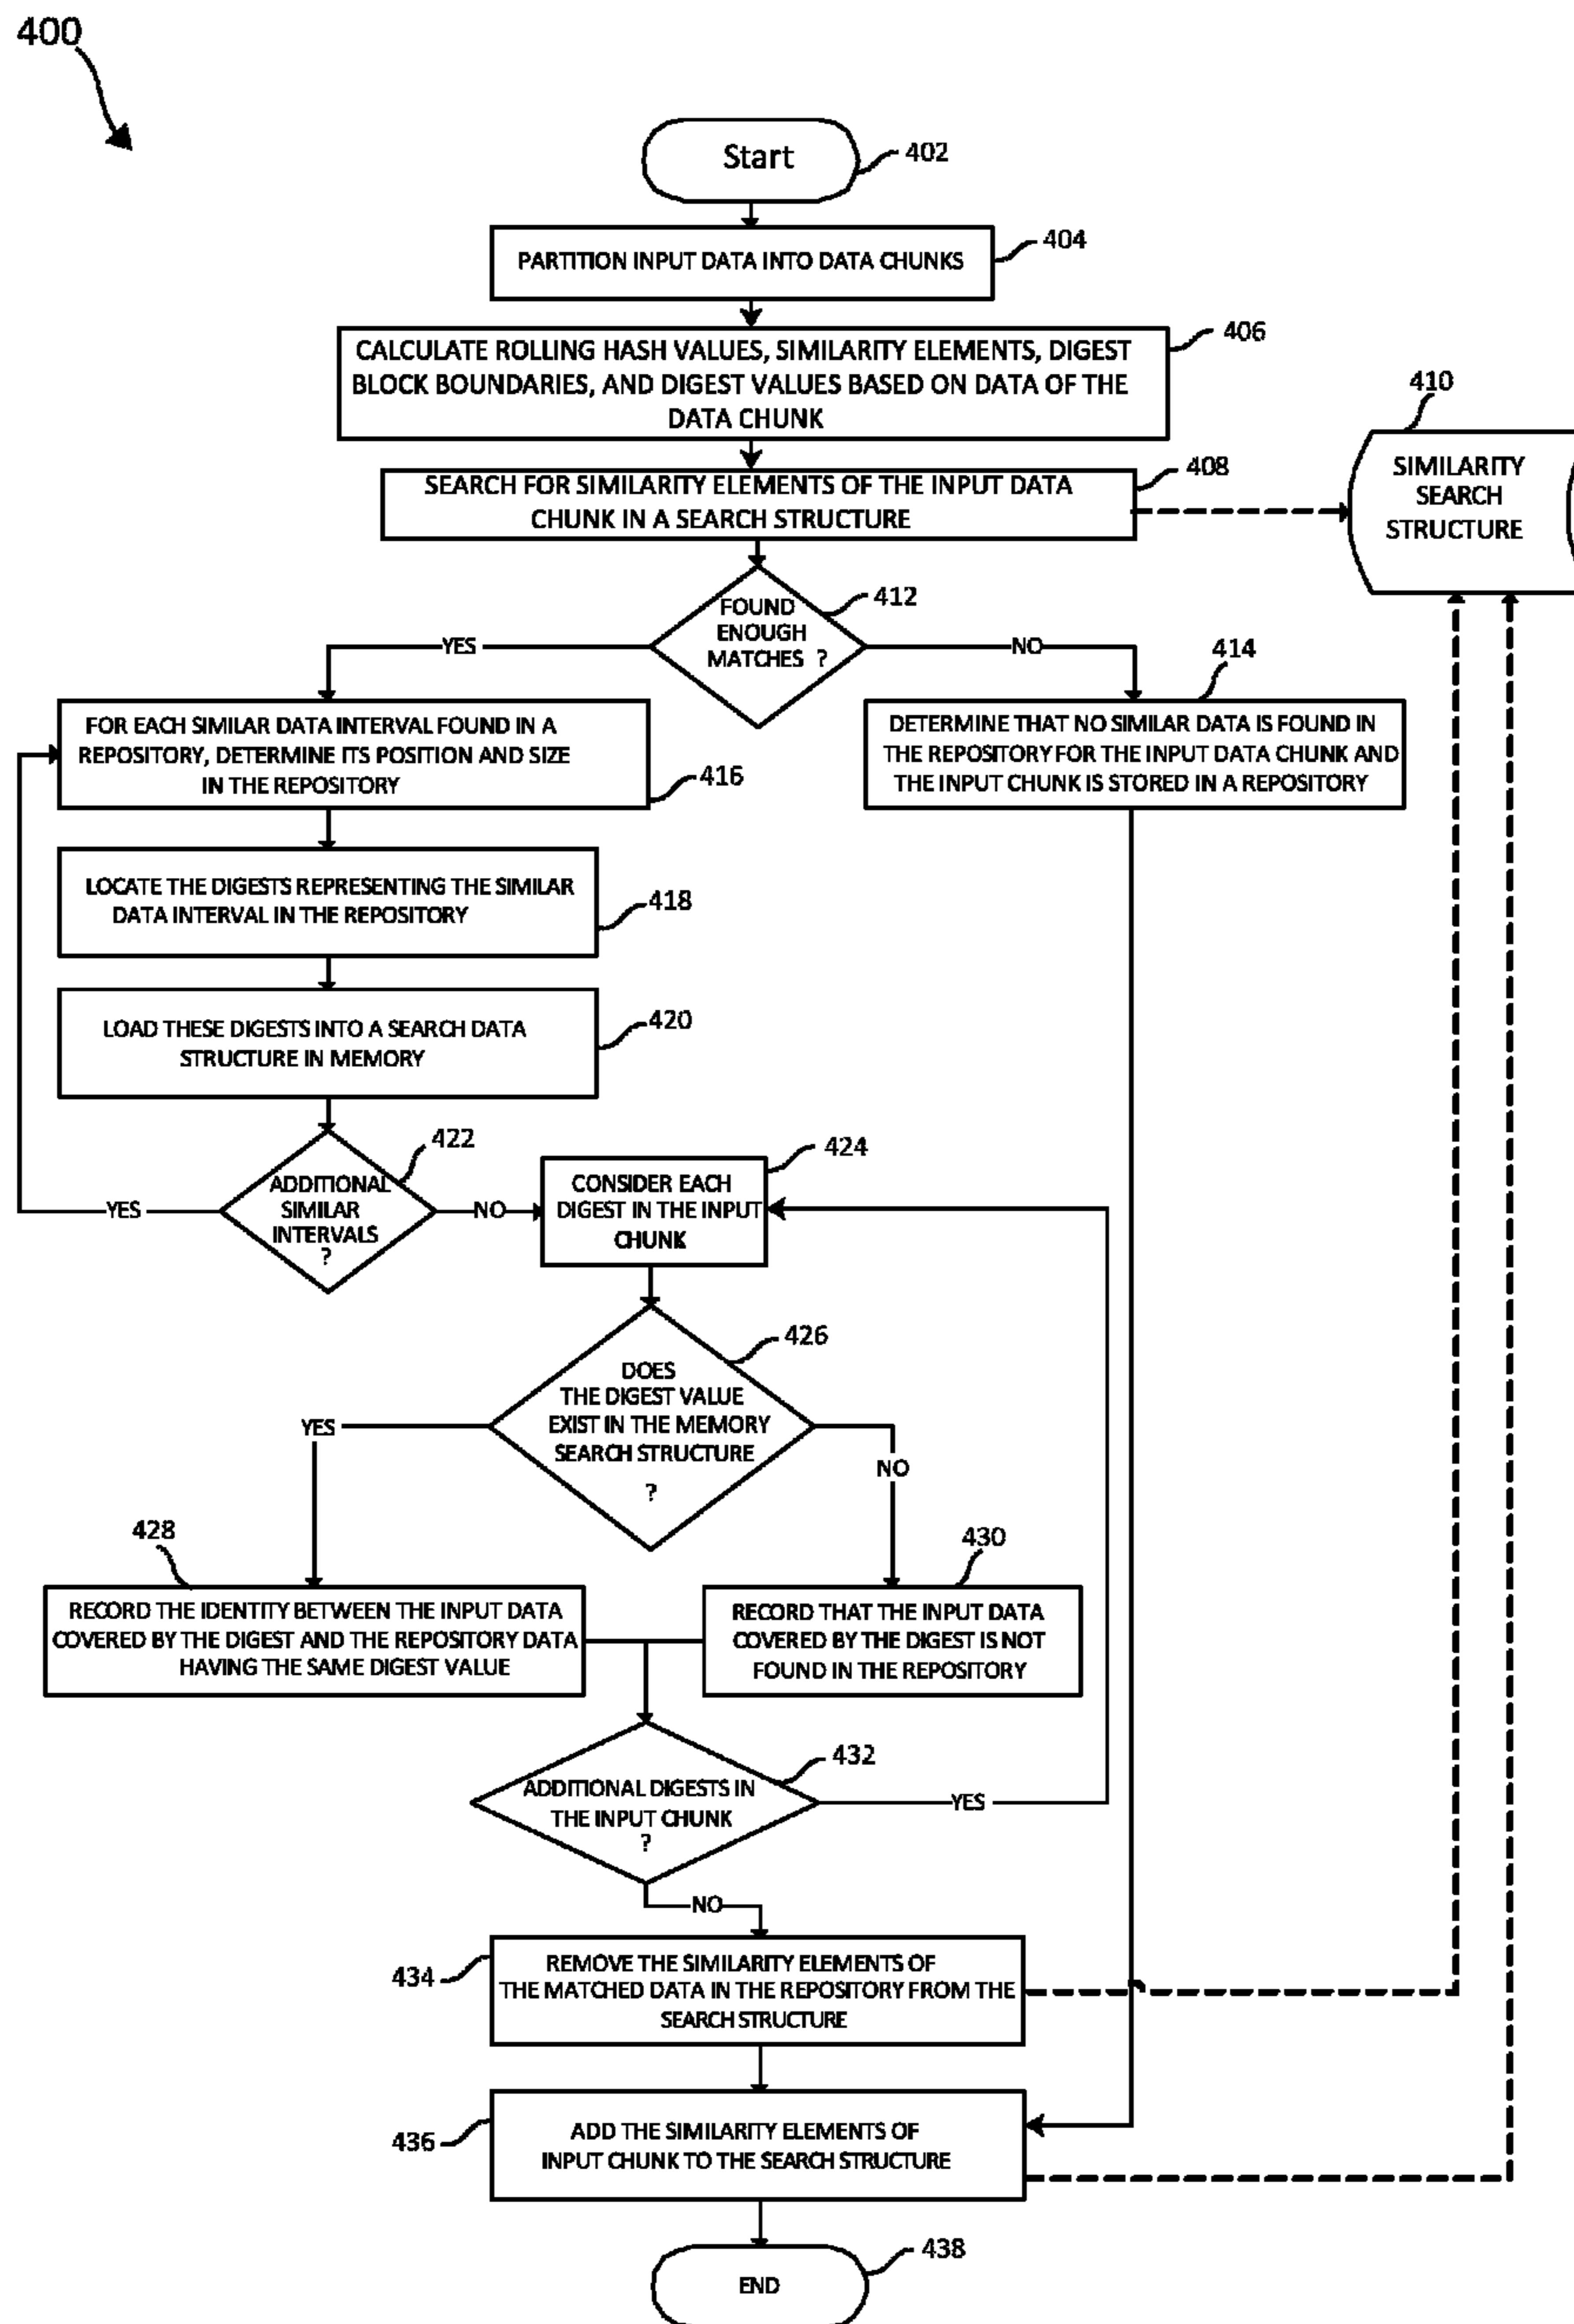 400
Start
402
PARTITION INPUT DATA INTO DATA CHUNKS
404
CALCULATE ROLLING HASH VALUES, SIMILARITY ELEMENTS, DIGEST
BLOCK BOUNDARIES, AND DIGEST VALUES BASED ON DATA OF THE
DATA CHUNK
406
SEARCH FOR SIMILARITY ELEMENTS OF THE INPUT DATA
CHUNK IN A SEARCH STRUCTURE
408
410
SIMILARITY
SEARCH
STRUCTURE
FOUND
ENOUGH
MATCHES ?
412
YES
NO
414
FOR EACH SIMILAR DATA INTERVAL FOUND IN A
REPOSITORY, DETERMINE ITS POSITION AND SIZE
IN THE REPOSITORY
416
DETERMINE THAT NO SIMILAR DATA IS FOUND IN
THE REPOSITORY FOR THE INPUT DATA CHUNK AND
THE INPUT CHUNK IS STORED IN A REPOSITORY
LOCATE THE DIGESTS REPRESENTING THE SIMILAR
DATA INTERVAL IN THE REPOSITORY
418
LOAD THESE DIGESTS INTO A SEARCH DATA
STRUCTURE IN MEMORY
420
ADDITIONAL
SIMILAR
INTERVALS
?
422
YES
NO
CONSIDER EACH
DIGEST IN THE INPUT
CHUNK
424
DOES
THE DIGEST VALUE
EXIST IN THE MEMORY
SEARCH STRUCTURE
?
426
YES
NO
428
RECORD THE IDENTITY BETWEEN THE INPUT DATA
COVERED BY THE DIGEST AND THE REPOSITORY DATA
HAVING THE SAME DIGEST VALUE
430
RECORD THAT THE INPUT DATA
COVERED BY THE DIGEST IS NOT
FOUND IN THE REPOSITORY
ADDITIONAL DIGESTS IN
THE INPUT CHUNK
?
432
YES
NO
434
REMOVE THE SIMILARITY ELEMENTS OF
THE MATCHED DATA IN THE REPOSITORY FROM THE
SEARCH STRUCTURE
436
ADD THE SIMILARITY ELEMENTS OF
INPUT CHUNK TO THE SEARCH STRUCTURE
END
438